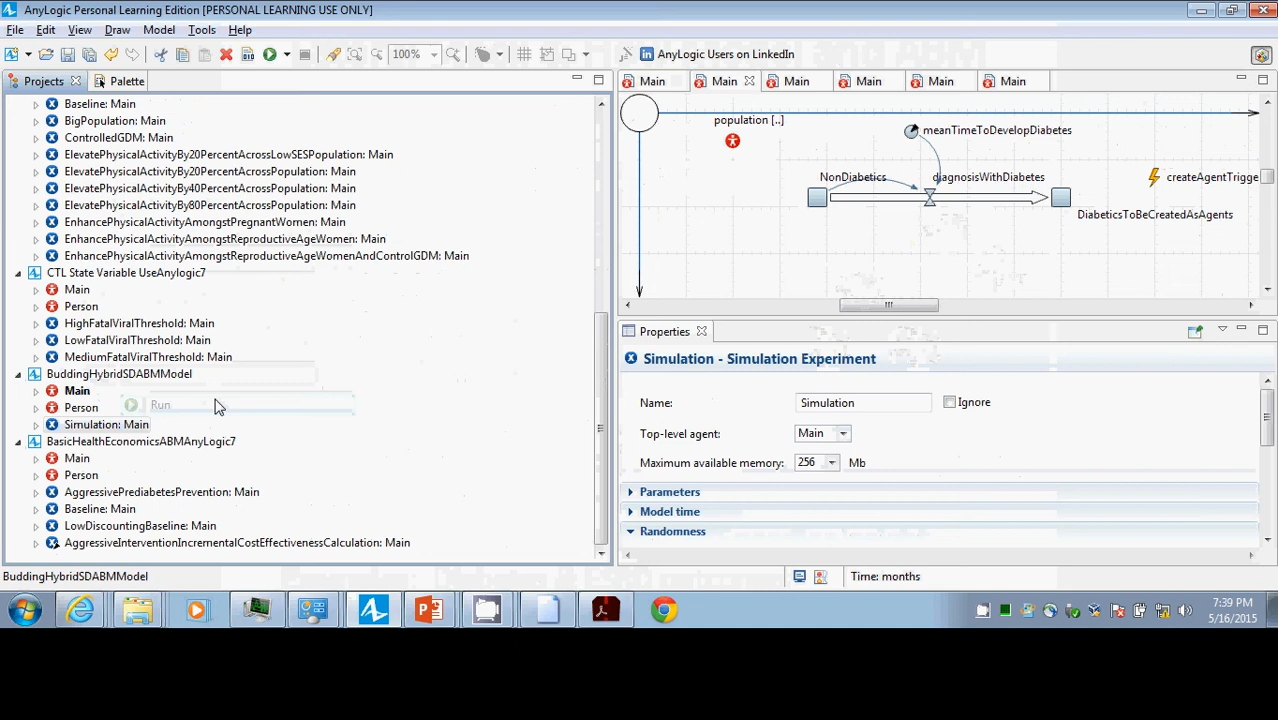 AnyLogic Personal Learning Edition [PERSONAL LEARNING USE ONLY]
File Edit View Draw Model Tools Help
100% AnyLogic Users on LinkedIn
Projects Palette
Main Main Main Main Main Main
Baseline: Main
BigPopulation: Main
ControlledGDM: Main
ElevatePhysicalActivityBy20PercentAcrossLowSESPopulation: Main
ElevatePhysicalActivityBy20PercentAcrossPopulation: Main
ElevatePhysicalActivityBy40PercentAcrossPopulation: Main
ElevatePhysicalActivityBy80PercentAcrossPopulation: Main
EnhancePhysicalActivityAmongstPregnantWomen: Main
EnhancePhysicalActivityAmongstReproductiveAgeWomen: Main
EnhancePhysicalActivityAmongstReproductiveAgeWomenAndControlGDM: Main
CTL State Variable UseAnylogic7
Main
Person
HighFatalViralThreshold: Main
LowFatalViralThreshold: Main
MediumFatalViralThreshold: Main
BuddingHybridSDABMModel
Main
Person
Run
Simulation: Main
BasicHealthEconomicsABMAnyLogic7
Main
Person
AggressivePrediabetesPrevention: Main
Baseline: Main
LowDiscountingBaseline: Main
AggressiveInterventionIncrementalCostEffectivenessCalculation: Main
population [..]
meanTimeToDevelopDiabetes
NonDiabetics
diagnosisWithDiabetes
createAgentTrigge
DiabeticsToBeCreatedAsAgents
Properties
Simulation - Simulation Experiment
Name: Simulation Ignore
Top-level agent: Main
Maximum available memory: 256 Mb
Parameters
Model time
Randomness
BuddingHybridSDABMModel
Time: months
7:39 PM
5/16/2015